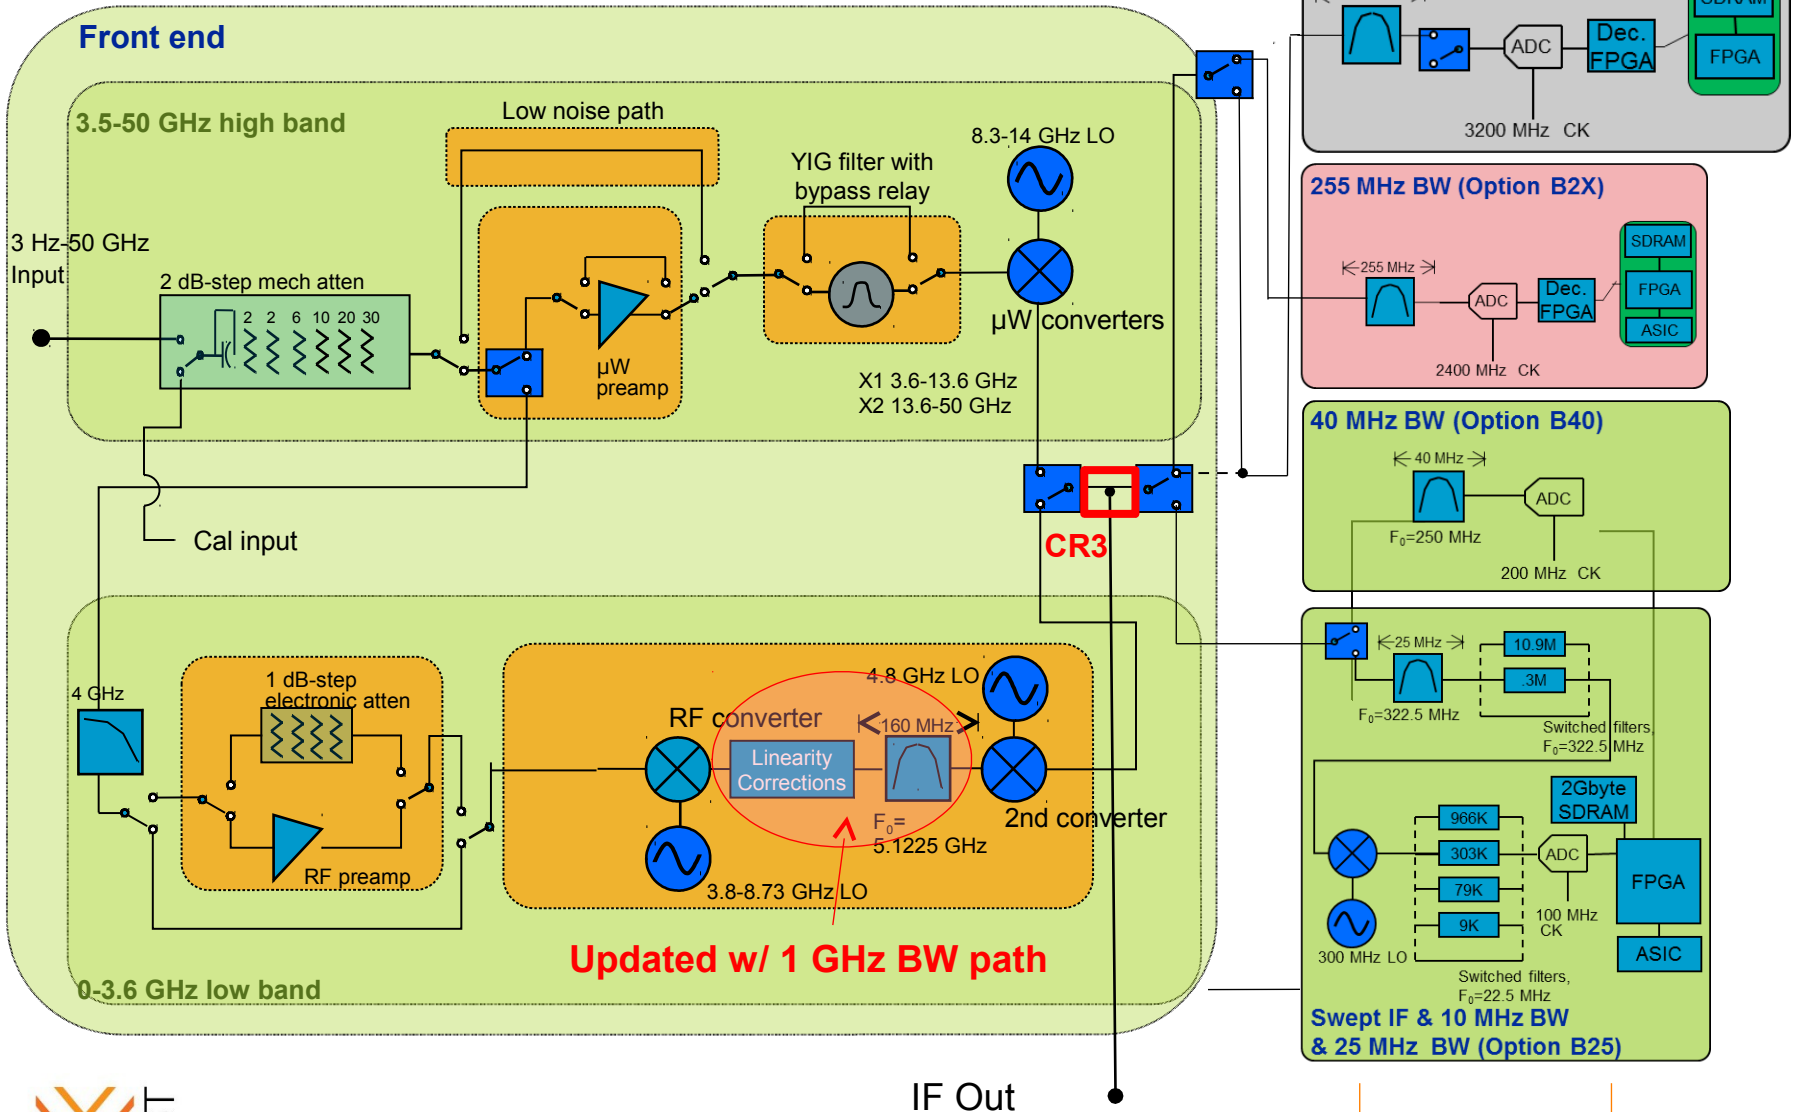 Front end
3.5-50 GHz high band
Low noise path
8.3-14 GHz LO
YIG filter with
bypass relay
3 Hz-50 GHz
Input
2 dB-step mech atten
2 2 6 10 20 30
µW
preamp
µW converters
X1 3.6-13.6 GHz
X2 13.6-50 GHz
Cal input
CR3
0-3.6 GHz low band
4 GHz
1 dB-step
electronic atten
RF preamp
RF converter
Linearity
Corrections
160 MHz
F₀=
5.1225 GHz
4.8 GHz LO
2nd converter
3.8-8.73 GHz LO
Updated w/ 1 GHz BW path
IF Out
ADC
Dec.
FPGA
SDRAM
FPGA
3200 MHz CK
255 MHz BW (Option B2X)
255 MHz
ADC
Dec.
FPGA
SDRAM
FPGA
ASIC
2400 MHz CK
40 MHz BW (Option B40)
40 MHz
ADC
F₀=250 MHz
200 MHz CK
25 MHz
10.9M
.3M
F₀=322.5 MHz
Switched filters,
F₀=322.5 MHz
2Gbyte
SDRAM
966K
303K
79K
9K
ADC
100 MHz
CK
FPGA
ASIC
300 MHz LO
Switched filters,
F₀=22.5 MHz
Swept IF & 10 MHz BW
& 25 MHz BW (Option B25)